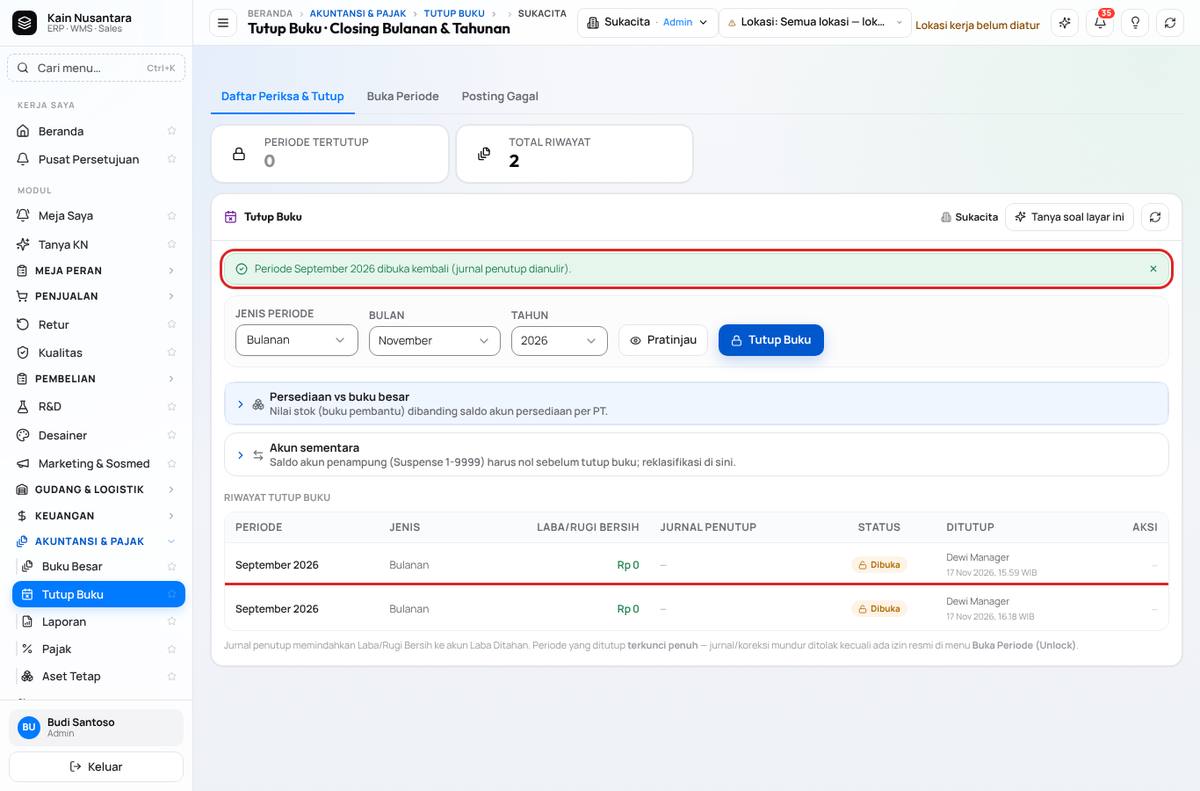 Kain Nusantara
ERP · WMS · Sales
Cari menu...
Ctrl+K
KERJA SAYA
Beranda
Pusat Persetujuan
MODUL
Meja Saya
Tanya KN
MEJA PERAN
PENJUALAN
Retur
Kualitas
PEMBELIAN
R&D
Desainer
Marketing & Sosmed
GUDANG & LOGISTIK
KEUANGAN
AKUNTANSI & PAJAK
Buku Besar
Tutup Buku
Laporan
Pajak
Aset Tetap
BU
Budi Santoso
Admin
Keluar
BERANDA › AKUNTANSI & PAJAK › TUTUP BUKU › › SUKACITA
Tutup Buku · Closing Bulanan & Tahunan
Sukacita · Admin
Lokasi: Semua lokasi — lok...
Lokasi kerja belum diatur
35
Daftar Periksa & Tutup
Buka Periode
Posting Gagal
PERIODE TERTUTUP
0
TOTAL RIWAYAT
2
Tutup Buku
Sukacita
Tanya soal layar ini
Periode September 2026 dibuka kembali (jurnal penutup dianulir).
JENIS PERIODE
BULAN
TAHUN
Bulanan
November
2026
Pratinjau
Tutup Buku
Persediaan vs buku besar
Nilai stok (buku pembantu) dibanding saldo akun persediaan per PT.
Akun sementara
Saldo akun penampung (Suspense 1-9999) harus nol sebelum tutup buku; reklasifikasi di sini.
RIWAYAT TUTUP BUKU
PERIODE JENIS LABA/RUGI BERSIH JURNAL PENUTUP STATUS DITUTUP AKSI
September 2026 Bulanan Rp 0 — Dibuka Dewi Manager —
17 Nov 2026, 15.59 WIB
September 2026 Bulanan Rp 0 — Dibuka Dewi Manager —
17 Nov 2026, 16.18 WIB
Jurnal penutup memindahkan Laba/Rugi Bersih ke akun Laba Ditahan. Periode yang ditutup terkunci penuh — jurnal/koreksi mundur ditolak kecuali ada izin resmi di menu Buka Periode (Unlock).